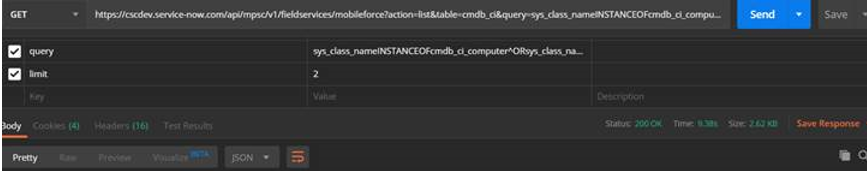 GET https://cscdev.service-now.com/api/mpsc/v1/fieldservices/mobileforce?action=list&table=cmdb_ci&query=sys_class_nameINSTANCEOFcmdb_ci_compu... Send Save
query sys_class_nameINSTANCEOFcmdb_ci_computer^ORsys_class_na...
limit 2
Key Value Description
Body Cookies (4) Headers (16) Test Results Status: 200 OK Time: 9.38s Size: 2.62 KB Save Response
Pretty Raw Preview Visualize BETA JSON